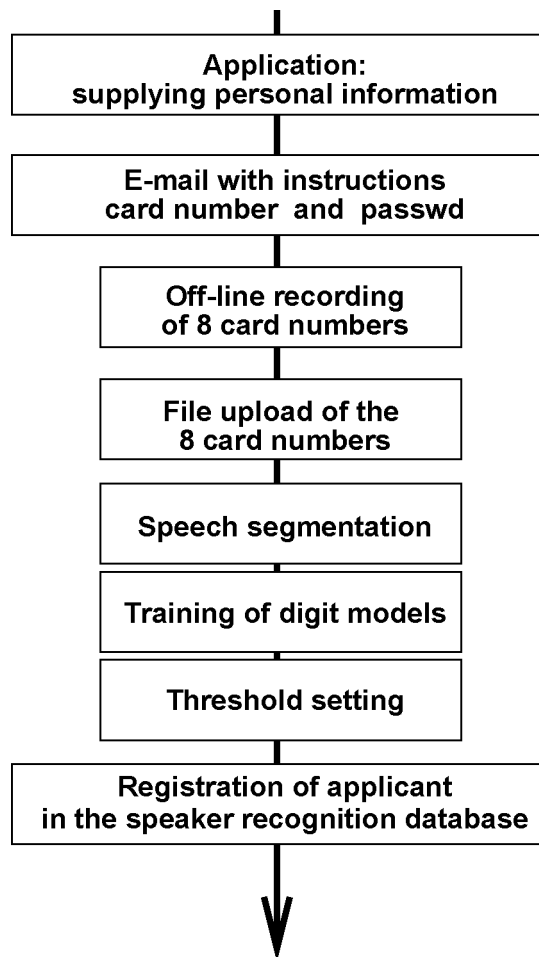 Application:
supplying personal information
E-mail with instructions
card number and passwd
Off-line recording
of 8 card numbers
File upload of the
8 card numbers
Speech segmentation
Training of digit models
Threshold setting
Registration of applicant
in the speaker recognition database